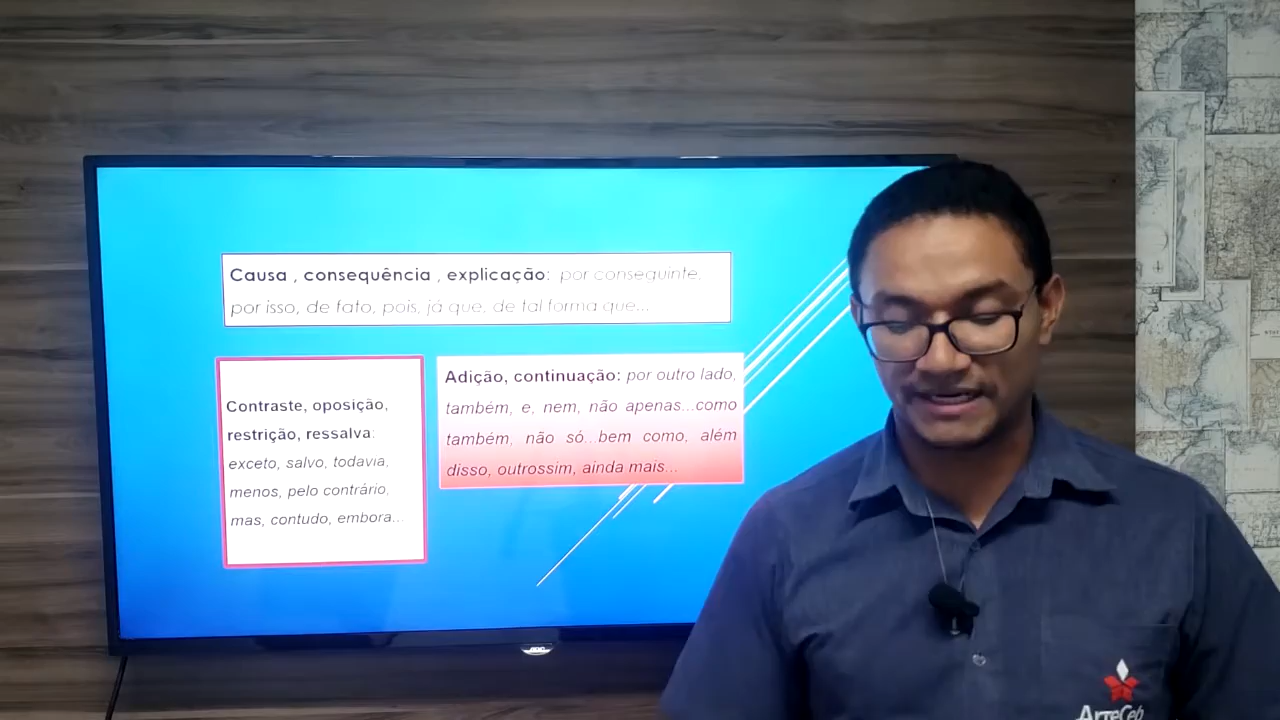 Causa , consequência , explicação: por conseguinte,
por isso, de fato, pois, já que, de tal forma que...
Contraste, oposição,
restrição, ressalva:
exceto, salvo, todavia,
menos, pelo contrário,
mas, contudo, embora...
Adição, continuação: por outro lado,
também, e, nem, não apenas...como
também, não só...bem como, além
disso, outrossim, ainda mais...
AOC
ArteCeb